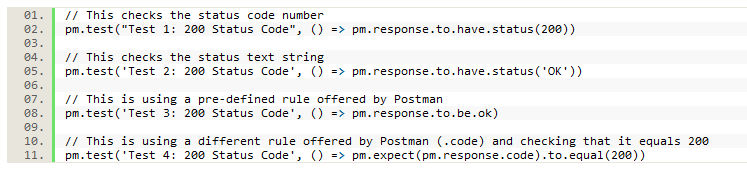 01. // This checks the status code number
02. pm.test("Test 1: 200 Status Code", () => pm.response.to.have.status(200))
03.
04. // This checks the status text string
05. pm.test('Test 2: 200 Status Code', () => pm.response.to.have.status('OK'))
06.
07. // This is using a pre-defined rule offered by Postman
08. pm.test('Test 3: 200 Status Code', () => pm.response.to.be.ok)
09.
10. // This is using a different rule offered by Postman (.code) and checking that it equals 200
11. pm.test('Test 4: 200 Status Code', () => pm.expect(pm.response.code).to.equal(200))